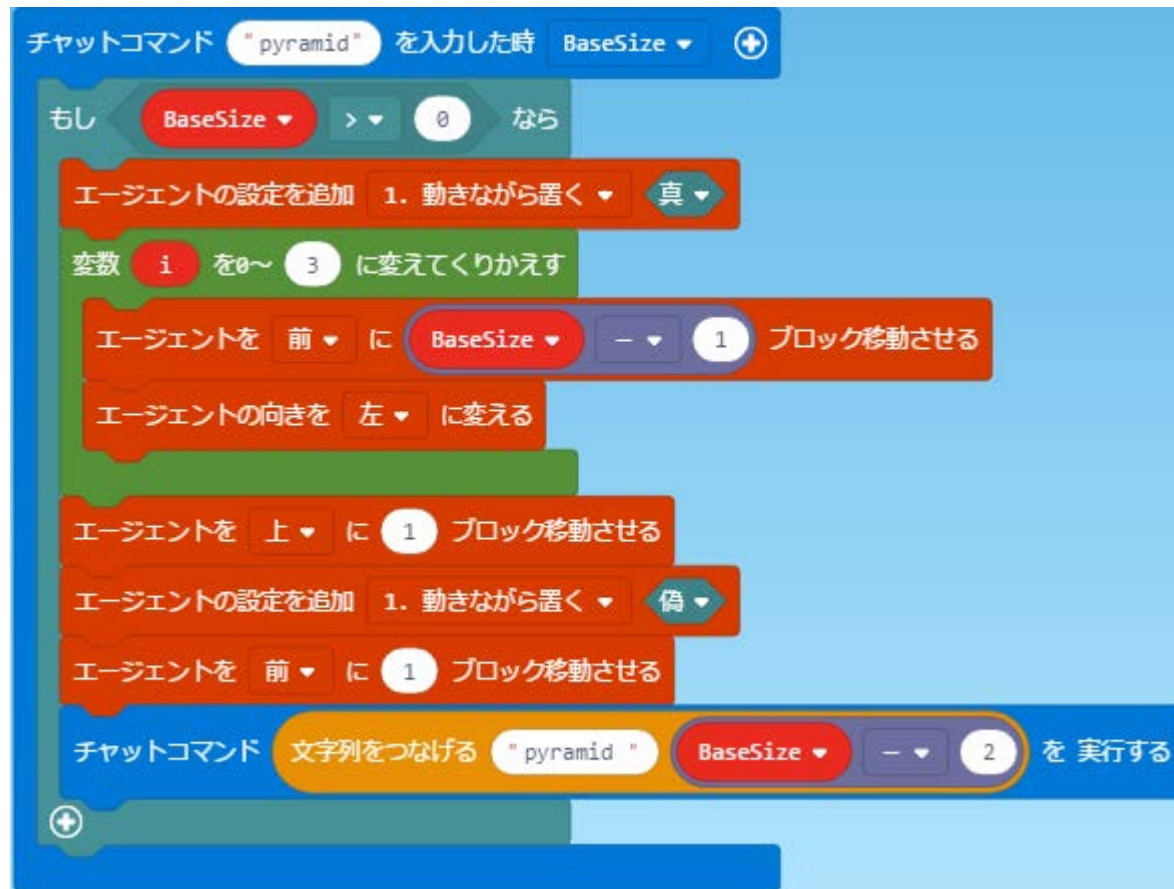 チャットコマンド "pyramid" を入力した時 BaseSize
もし BaseSize > 0 なら
エージェントの設定を追加 1. 動きながら置く 真
変数 i を0～ 3 に変えてくりかえす
エージェントを 前 に BaseSize - 1 ブロック移動させる
エージェントの向きを 左 に変える
エージェントを 上 に 1 ブロック移動させる
エージェントの設定を追加 1. 動きながら置く 偽
エージェントを 前 に 1 ブロック移動させる
チャットコマンド 文字列をつなげる "pyramid " BaseSize - 2 を 実行する